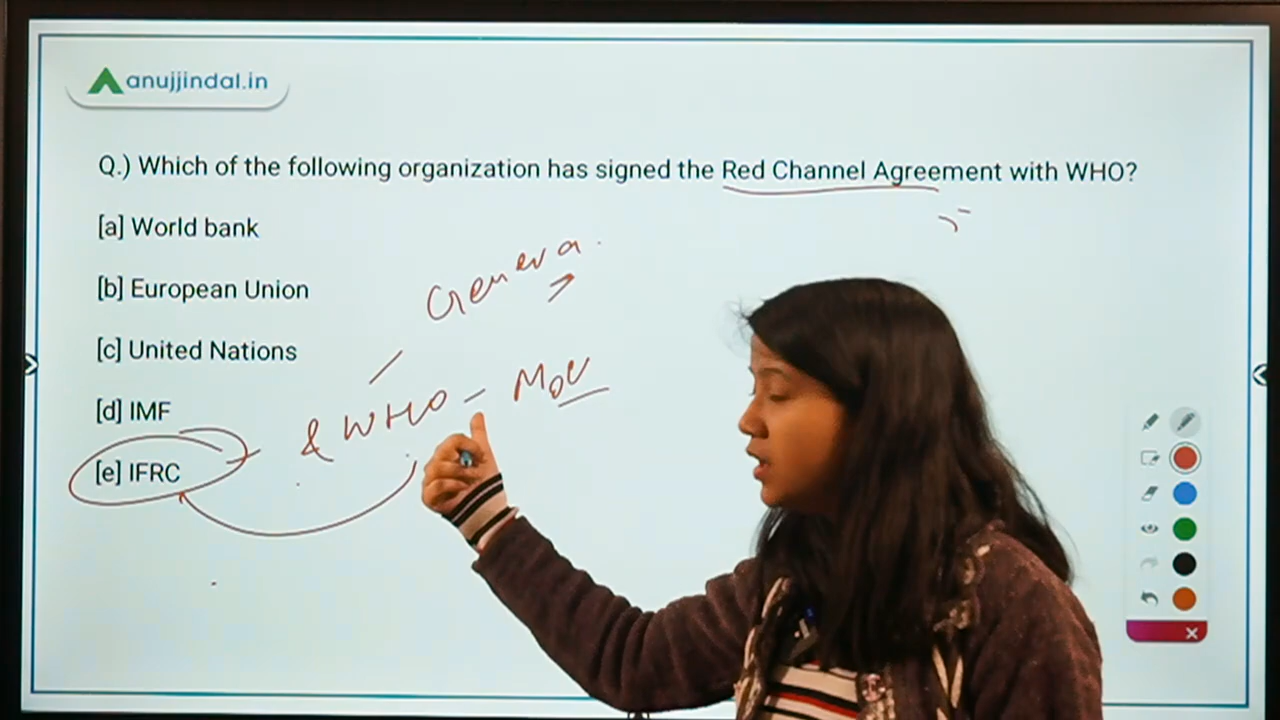 anujjindal.in
Q.) Which of the following organization has signed the Red Channel Agreement with WHO?
[a] World bank
[b] European Union
[c] United Nations
[d] IMF
[e] IFRC
Geneva
& WHO - MOU